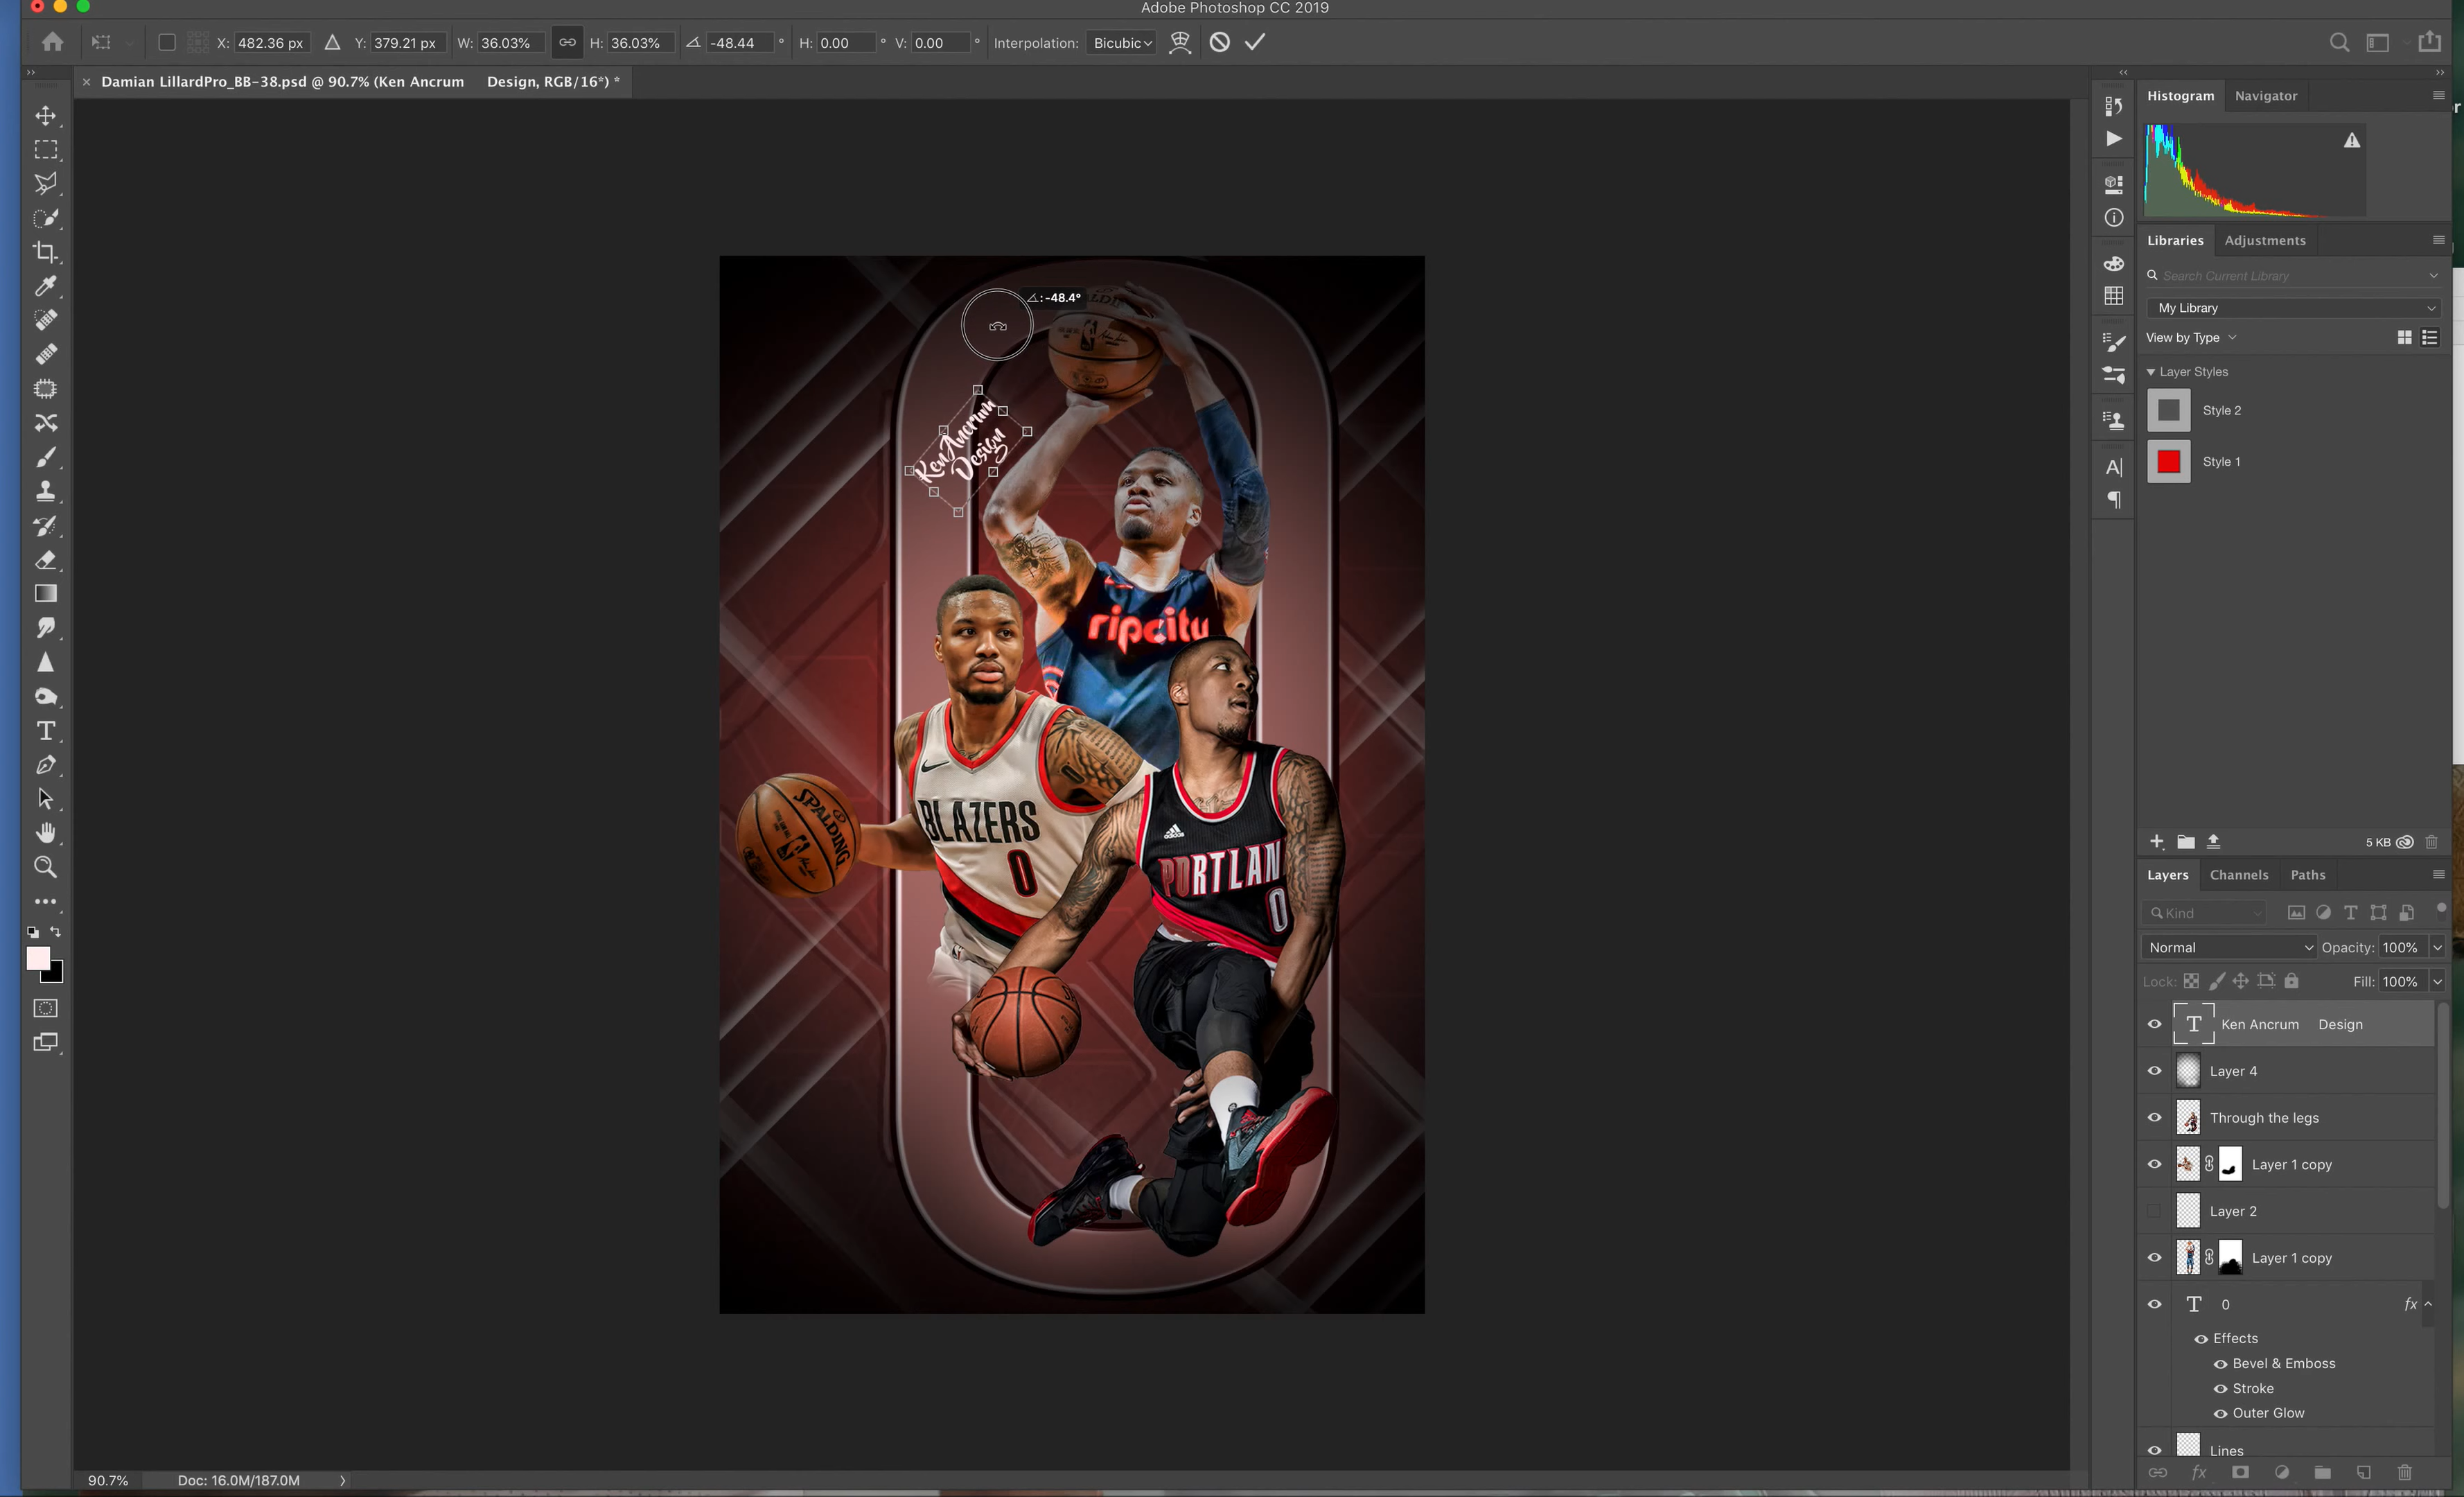 Adobe Photoshop CC 2019
X: 482.36 px Y: 379.21 px W: 36.03% H: 36.03% -48.44 ° H: 0.00 ° V: 0.00 ° Interpolation: Bicubic
× Damian LillardPro_BB-38.psd @ 90.7% (Ken Ancrum Design, RGB/16*) *
Histogram Navigator
Libraries Adjustments
Search Current Library
My Library
View by Type
Layer Styles
Style 2
Style 1
5 KB
-48.4°
Ken Ancrum
Design
ripcity
BLAZERS
0
0
SPALDING
adidas
PORTLAN
0
Layers Channels Paths
Kind
Normal Opacity: 100%
Lock: Fill: 100%
T Ken Ancrum Design
Layer 4
Through the legs
Layer 1 copy
Layer 2
Layer 1 copy
T 0 fx
Effects
Bevel & Emboss
Stroke
Outer Glow
Lines
fx
90.7% Doc: 16.0M/187.0M